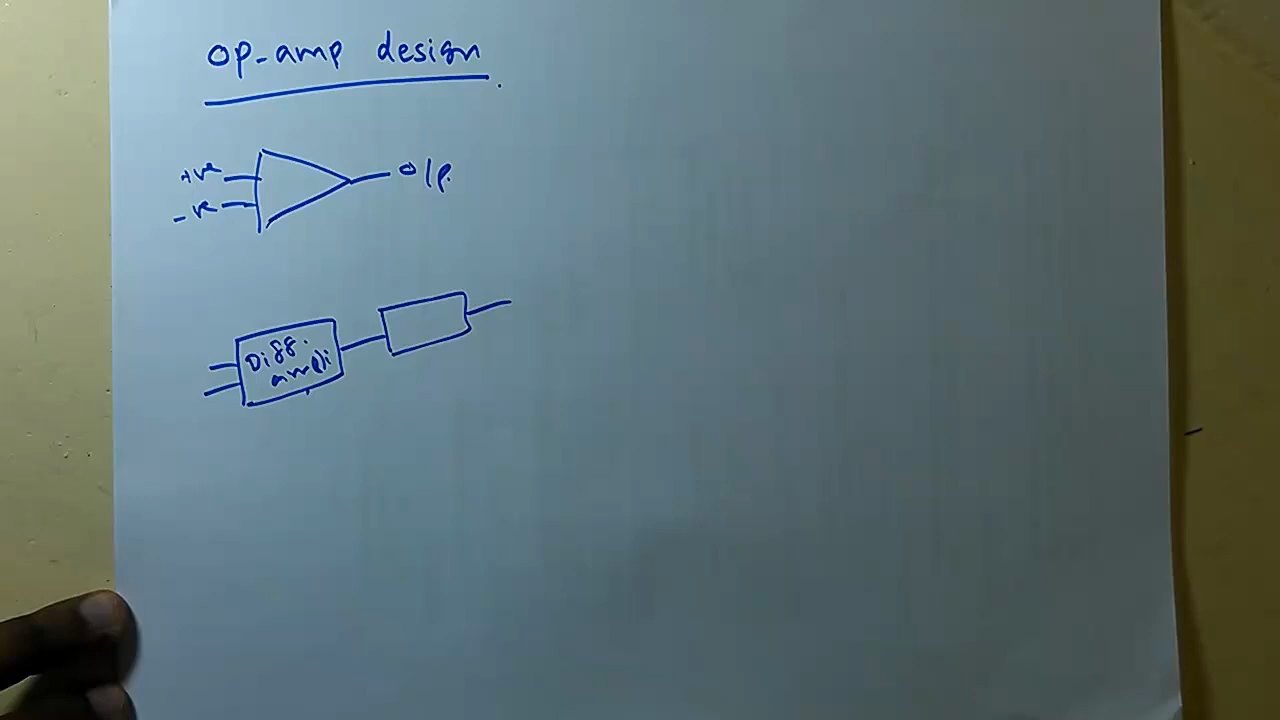 op-amp design
+ve
o/p.
-ve
Diff.
ampli